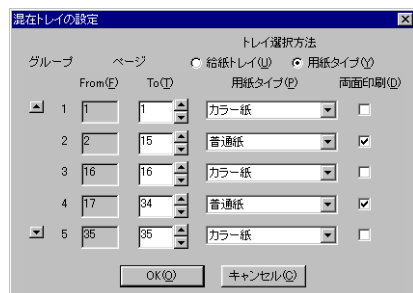 混在トレイの設定
トレイ選択方法
グループ ページ 給紙トレイ(U) 用紙タイプ(Y)
From(F) To(T) 用紙タイプ(P) 両面印刷(D)
1 1 1 カラー紙
2 2 15 普通紙
3 16 16 カラー紙
4 17 34 普通紙
5 35 35 カラー紙
OK(O) キャンセル(C)